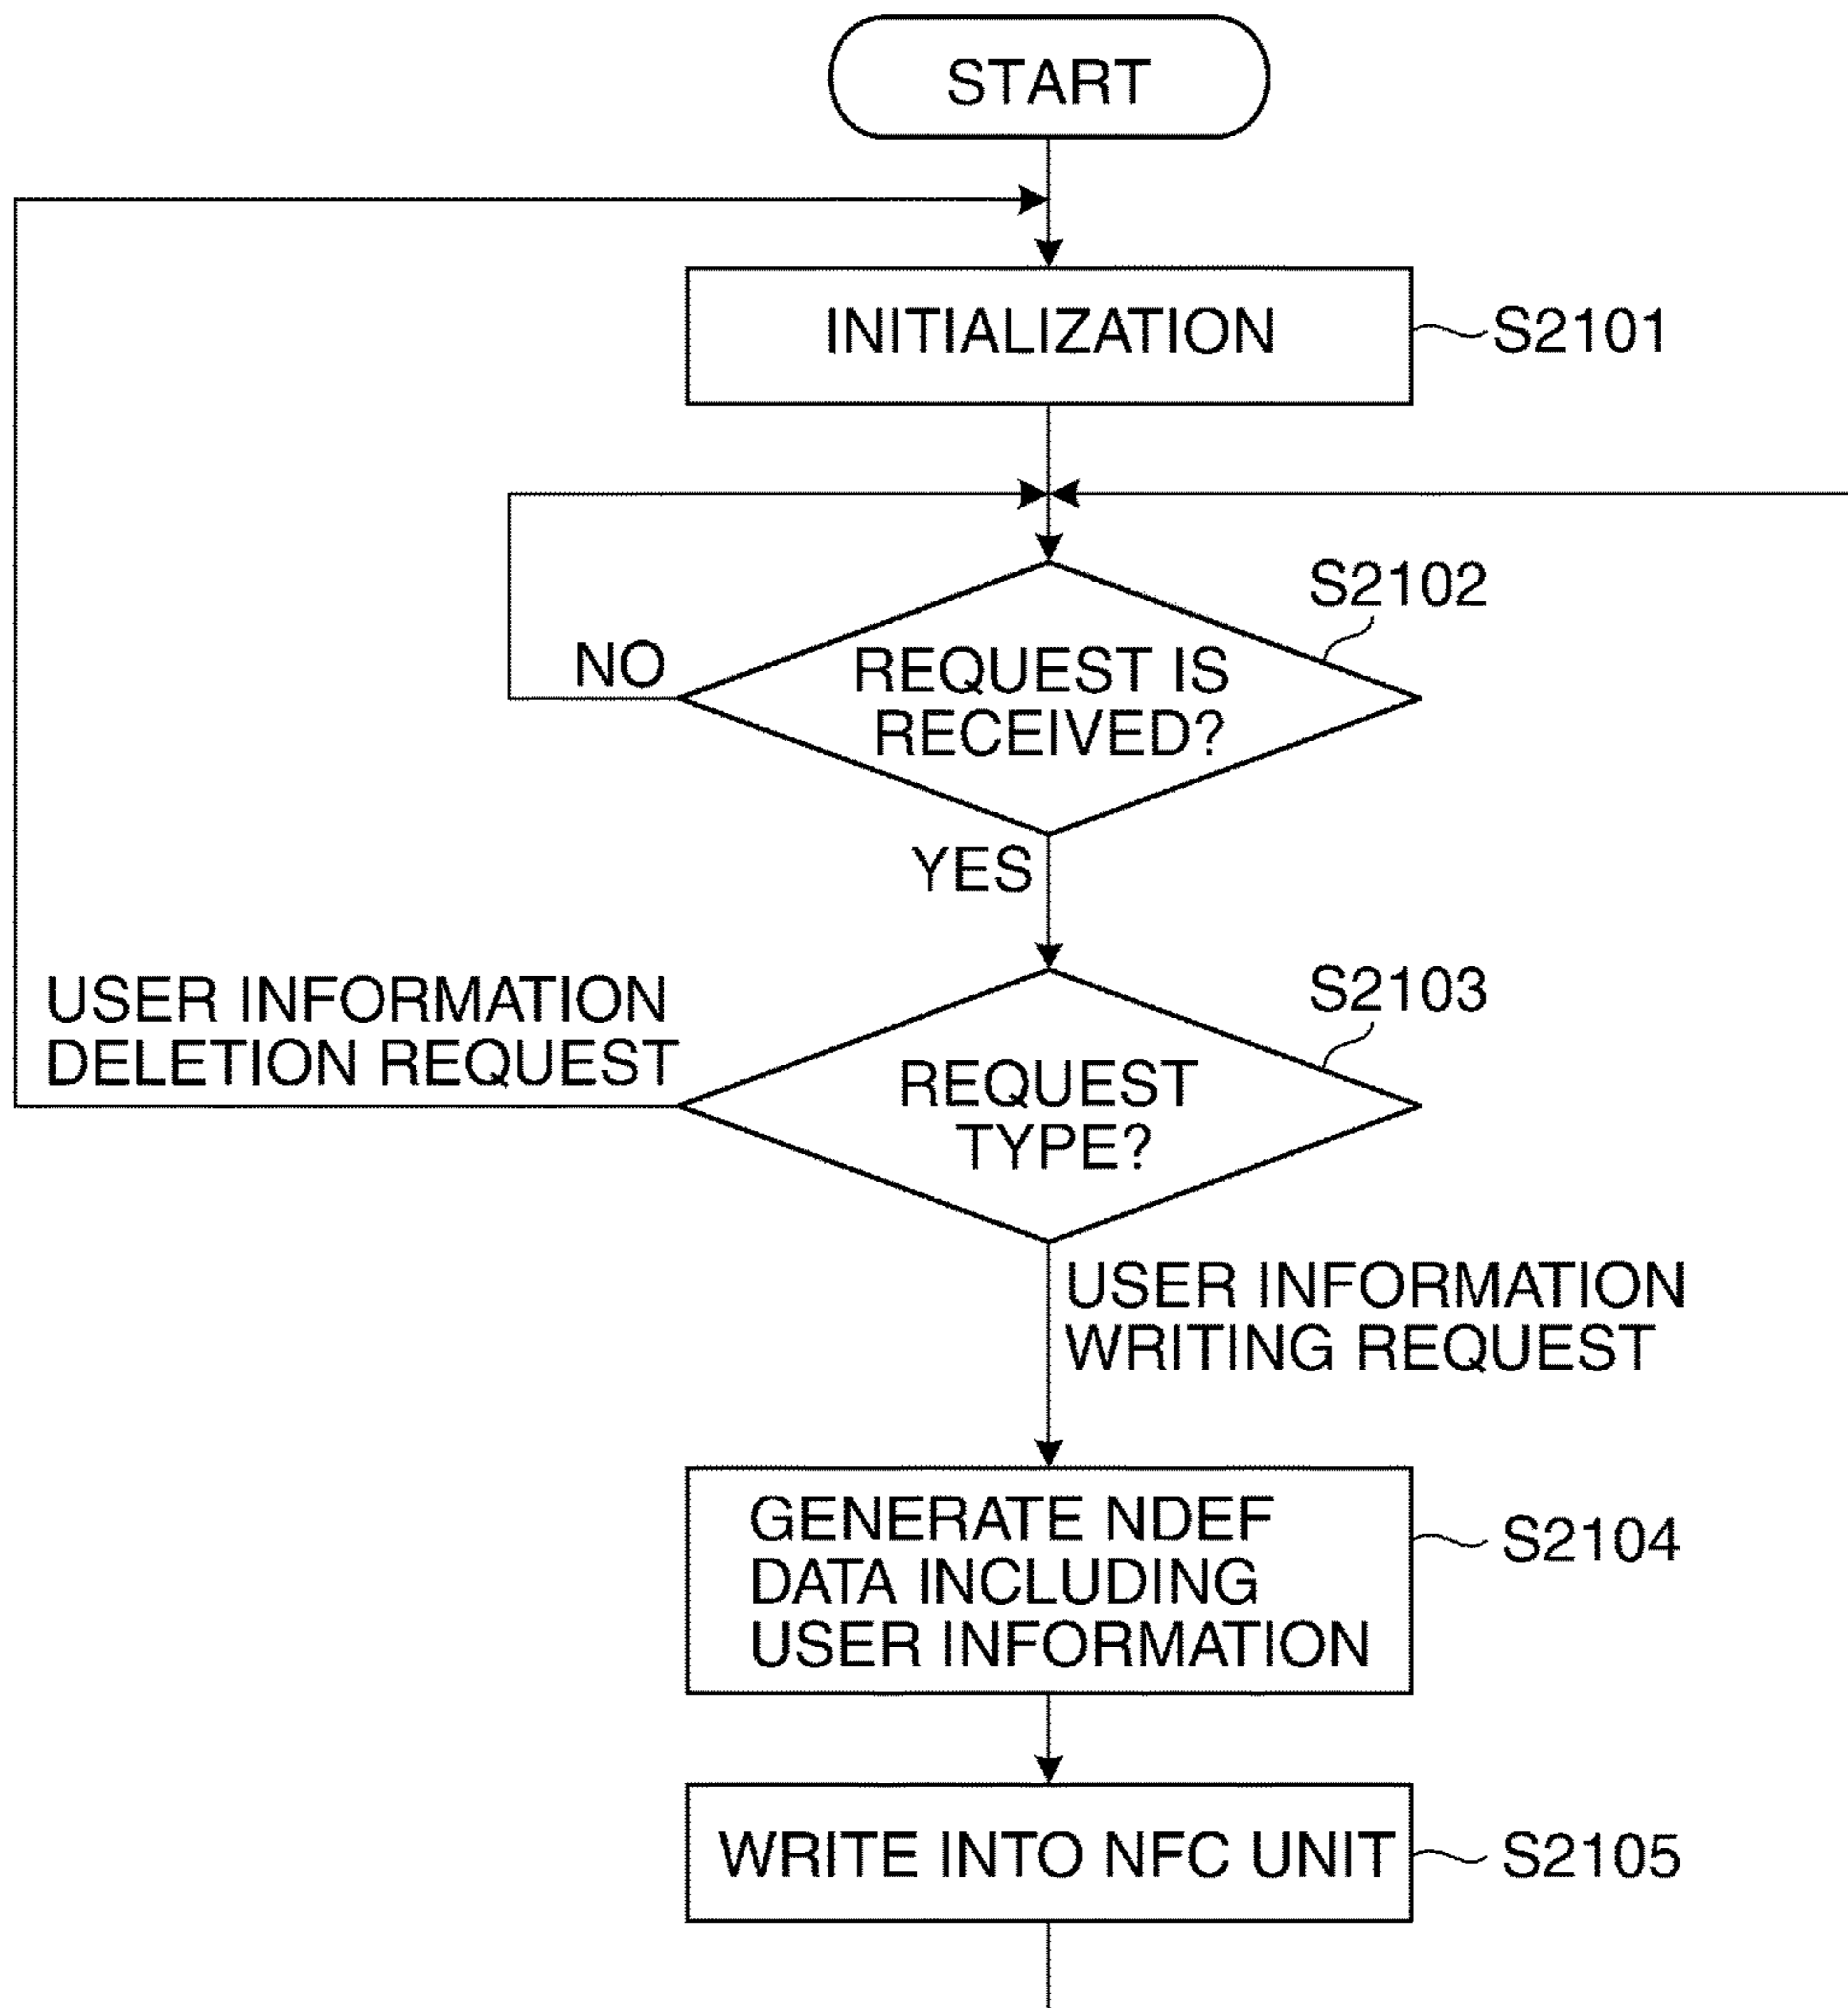 START
INITIALIZATION
S2101
S2102
NO
REQUEST IS
RECEIVED?
YES
USER INFORMATION
DELETION REQUEST
S2103
REQUEST
TYPE?
USER INFORMATION
WRITING REQUEST
GENERATE NDEF
DATA INCLUDING
USER INFORMATION
S2104
WRITE INTO NFC UNIT
S2105